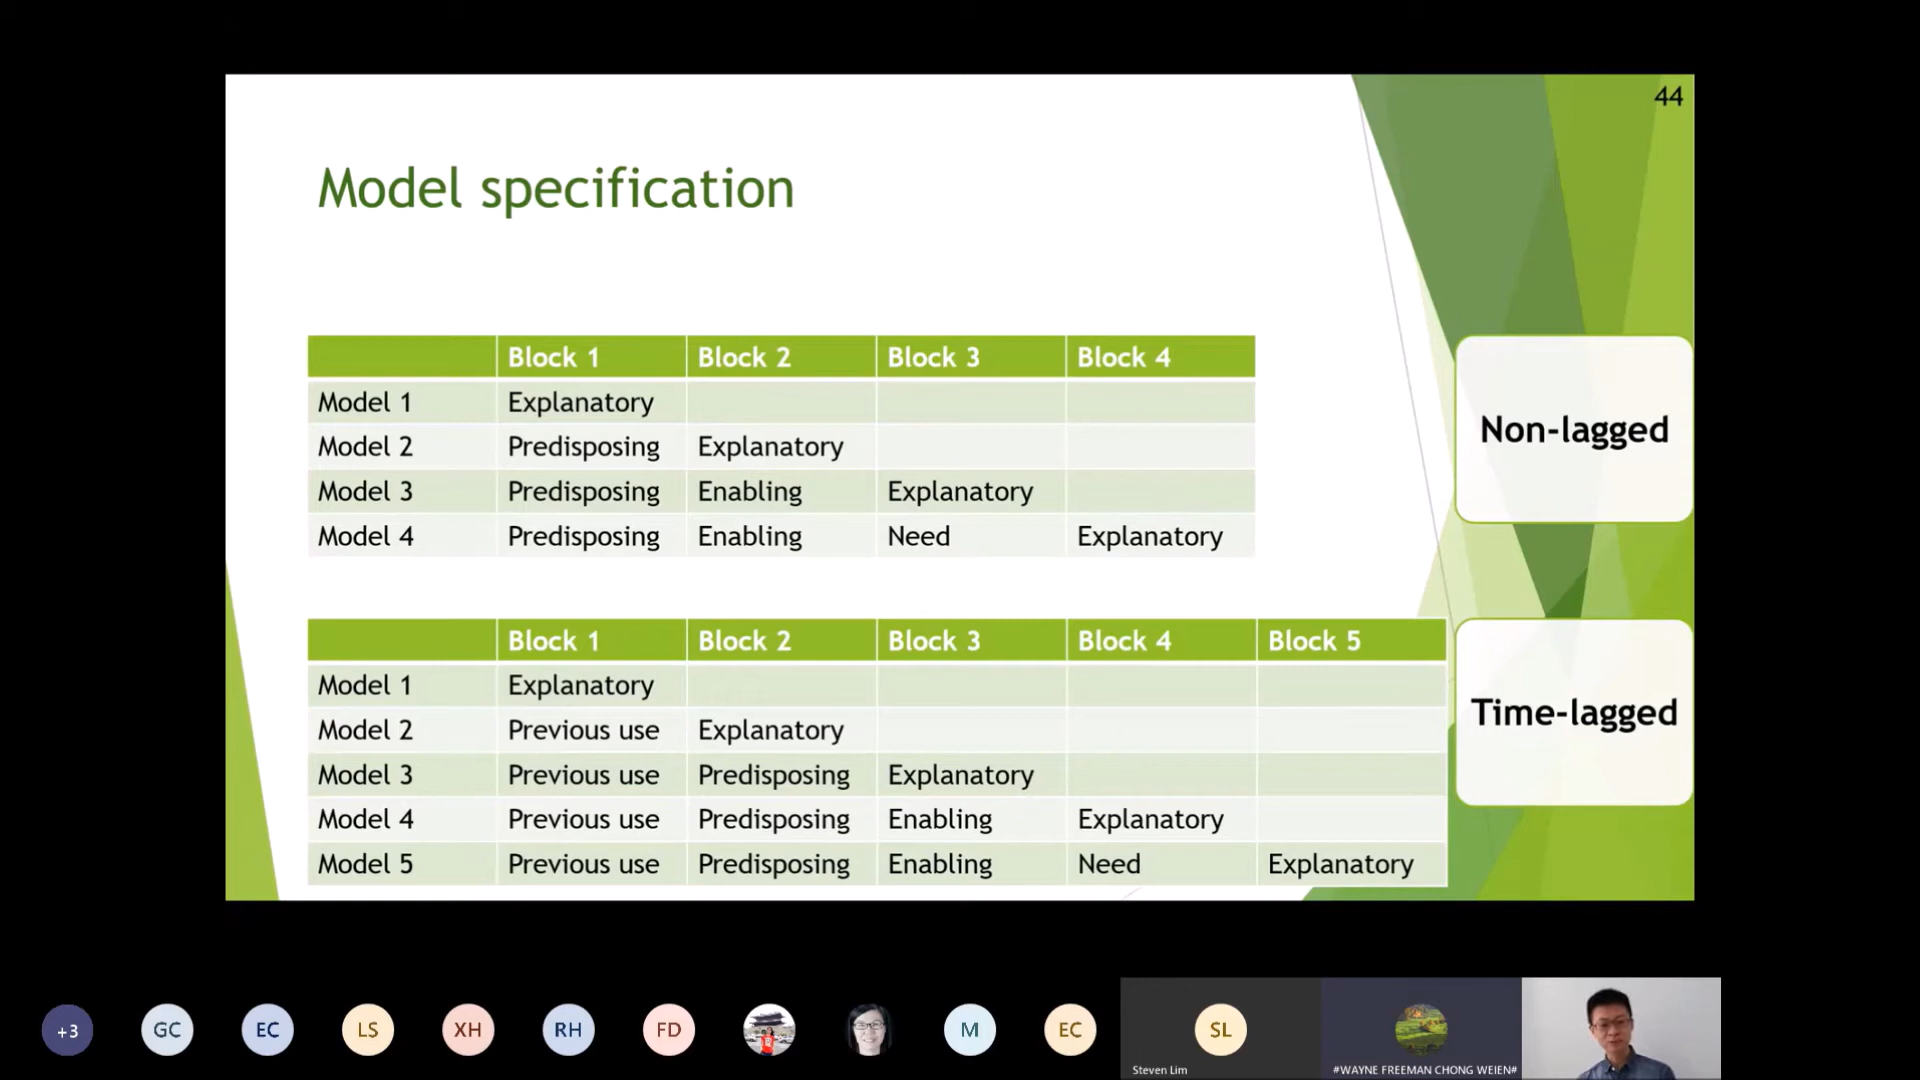 44
Model specification
Block 1 Block 2 Block 3 Block 4
Model 1 Explanatory
Model 2 Predisposing Explanatory
Model 3 Predisposing Enabling Explanatory
Model 4 Predisposing Enabling Need Explanatory
Non-lagged
Block 1 Block 2 Block 3 Block 4 Block 5
Model 1 Explanatory
Model 2 Previous use Explanatory
Model 3 Previous use Predisposing Explanatory
Model 4 Previous use Predisposing Enabling Explanatory
Model 5 Previous use Predisposing Enabling Need Explanatory
Time-lagged
+3 GC EC LS XH RH FD M EC SL
Steven Lim #WAYNE FREEMAN CHONG WEIEN#